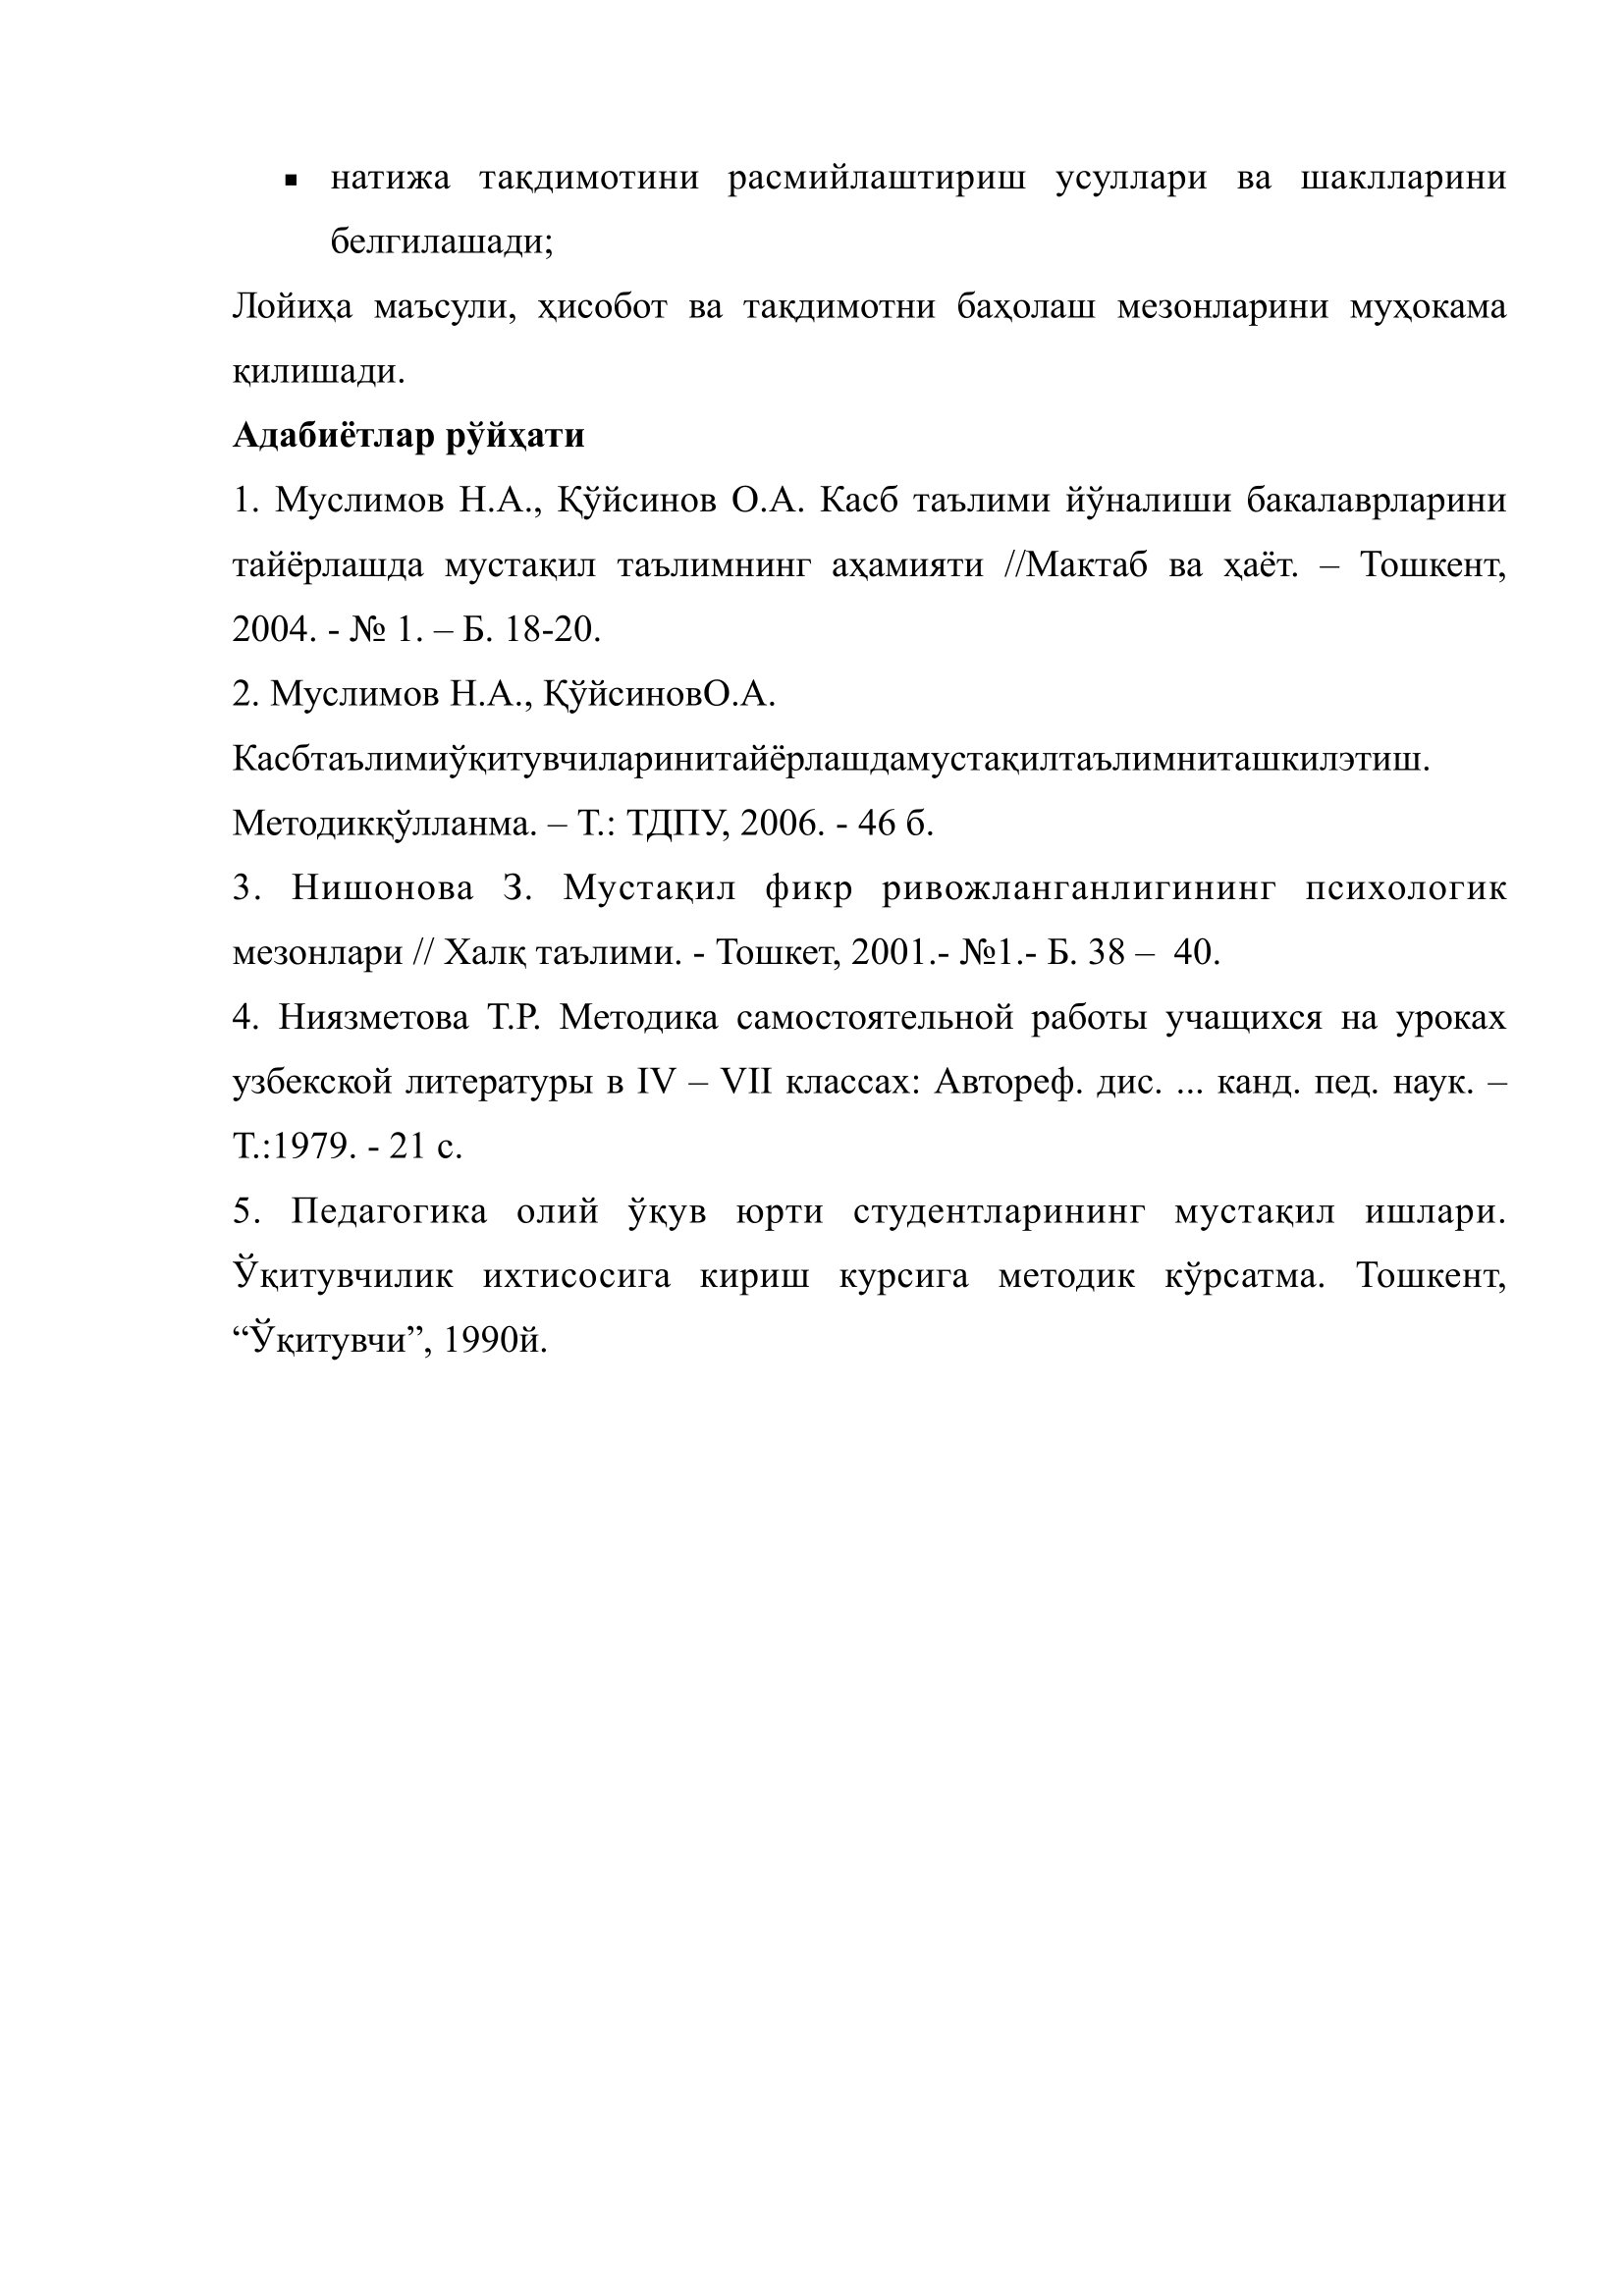 ▪ натижа тақдимотини расмийлаштириш усуллари ва шаклларини
белгилашади;
Лойиҳа маъсули, ҳисобот ва тақдимотни баҳолаш мезонларини муҳокама
қилишади.
Адабиётлар рўйҳати
1. Муслимов Н.А., Қўйсинов О.А. Касб таълими йўналиши бакалаврларини
тайёрлашда мустақил таълимнинг аҳамияти //Мактаб ва ҳаёт. – Тошкент,
2004. - № 1. – Б. 18-20.
2. Муслимов Н.А., ҚўйсиновО.А.
Касбтаълимиўқитувчиларинитайёрлашдамустақилтаълимниташкилэтиш.
Методикқўлланма. – Т.: ТДПУ, 2006. - 46 б.
3. Нишонова З. Мустақил фикр ривожланганлигининг психологик
мезонлари // Халқ таълими. - Тошкет, 2001.- №1.- Б. 38 –  40.
4. Ниязметова Т.Р. Методика самостоятельной работы учащихся на уроках
узбекской литературы в IV – VII классах: Автореф. дис. ... канд. пед. наук. –
Т.:1979. - 21 с.
5. Педагогика олий ўқув юрти студентларининг мустақил ишлари.
Ўқитувчилик ихтисосига кириш курсига методик кўрсатма. Тошкент,
“Ўқитувчи”, 1990й.